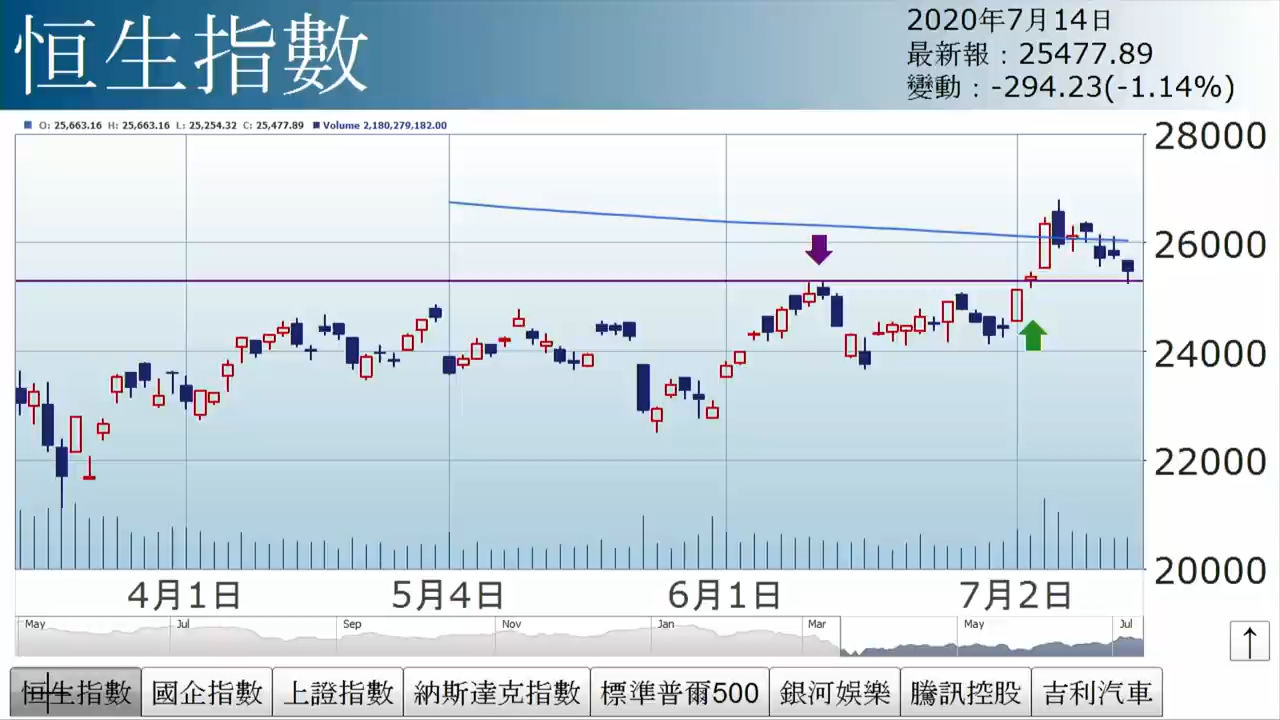 恒生指數
2020年7月14日
最新報：25477.89
變動：-294.23(-1.14%)
O: 25,663.16 H: 25,663.16 L: 25,254.32 C: 25,477.89 Volume 2,180,279,182.00
28000
26000
24000
22000
20000
4月1日 5月4日 6月1日 7月2日
May Jul Sep Nov Jan Mar May Jul
↑
恒生指數 國企指數 上證指數 納斯達克指數 標準普爾500 銀河娛樂 騰訊控股 吉利汽車